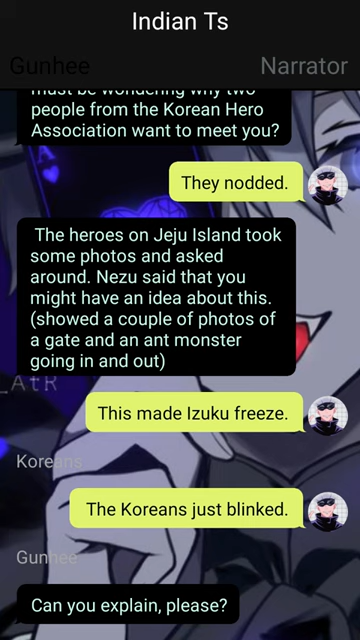 Indian Ts
Gunhee
Narrator
must be wondering why two
people from the Korean Hero
Association want to meet you?
They nodded.
The heroes on Jeju Island took
some photos and asked
around. Nezu said that you
might have an idea about this.
(showed a couple of photos of
a gate and an ant monster
going in and out)
_AtR
This made Izuku freeze.
Koreans
The Koreans just blinked.
Gunhee
Can you explain, please?